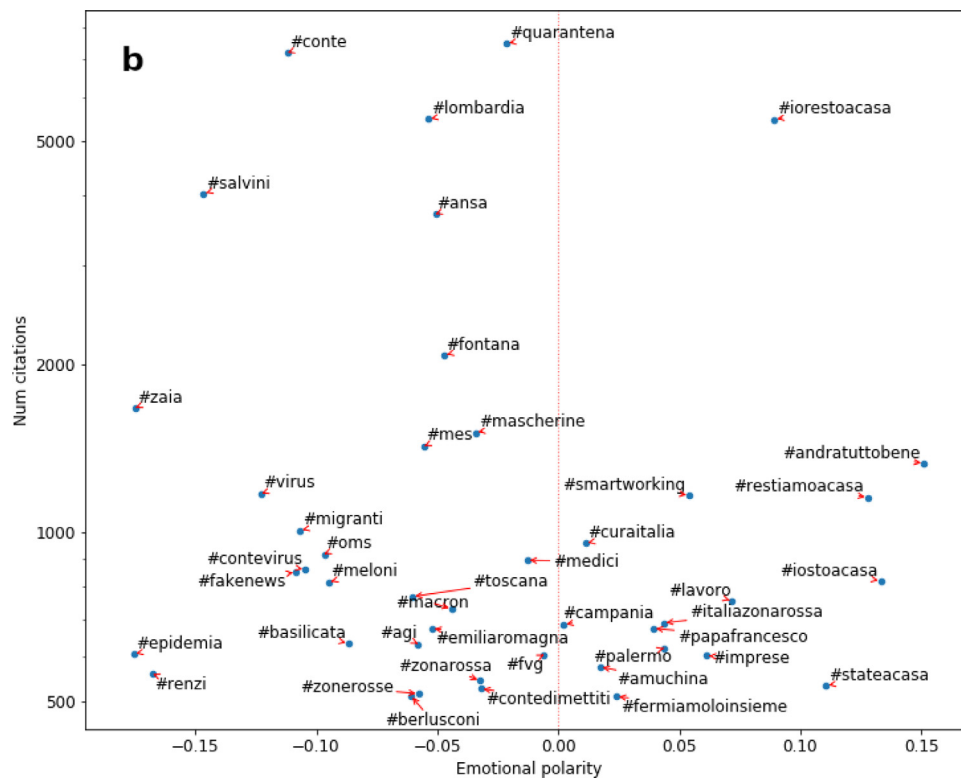 b
#conte
#quarantena
#lombardia
#iorestoacasa
5000
#salvini
#ansa
Num citations
#fontana
2000
#zaia
#mascherine
#mes
#andratuttobene
#virus
#smartworking
#restiamoacasa
#migranti
1000
#curaitalia
#oms
#contevirus
#medici
#fakenews
#meloni
#toscana
#iostoacasa
#macron
#lavoro
#campania
#italiazonarossa
#epidemia
#basilicata
#agi
#emiliaromagna
#papafrancesco
#zonarossa
#fvg
#palermo
#imprese
#renzi
#zonerosse
#contedimettiti
#amuchina
#stateacasa
500
#berlusconi
#fermiamoloinsieme
−0.15 −0.10 −0.05 0.00 0.05 0.10 0.15
Emotional polarity